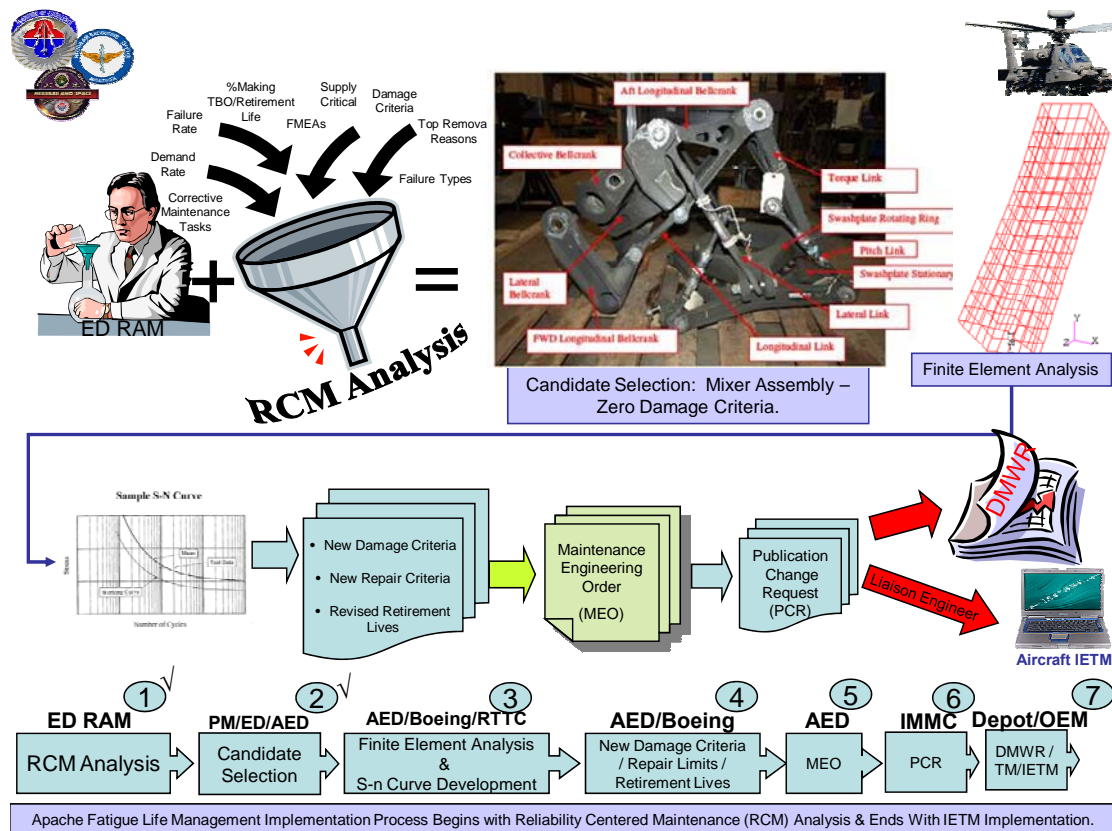 %Making
TBO/Retirement
Life
Supply
Critical
Damage
Criteria
Failure
Rate
FMEAs
Top Remova
Reasons
Demand
Rate
Failure Types
Corrective
Maintenance
Tasks
ED RAM
+
=
RCM Analysis
Aft Longitudinal Bellcrank
Collective Bellcrank
Torque Link
Swashplate Rotating Ring
Pitch Link
Swashplate Stationary
Lateral
Bellcrank
Lateral Link
FWD Longitudinal Bellcrank
Longitudinal Link
Candidate Selection: Mixer Assembly –
Zero Damage Criteria.
Y
Z
X
Finite Element Analysis
Sample S-N Curve
Stress
Mean
Test Data
Working Curve
Number of Cycles
• New Damage Criteria
• New Repair Criteria
• Revised Retirement
Lives
Maintenance
Engineering
Order
(MEO)
Publication
Change
Request
(PCR)
DMWR
Liaison Engineer
Aircraft IETM
1 √
2 √
3
4
5
6
7
ED RAM
PM/ED/AED
AED/Boeing/RTTC
AED/Boeing
AED
IMMC
Depot/OEM
RCM Analysis
Candidate
Selection
Finite Element Analysis
&
S-n Curve Development
New Damage Criteria
/ Repair Limits /
Retirement Lives
MEO
PCR
DMWR /
TM/IETM
Apache Fatigue Life Management Implementation Process Begins with Reliability Centered Maintenance (RCM) Analysis & Ends With IETM Implementation.